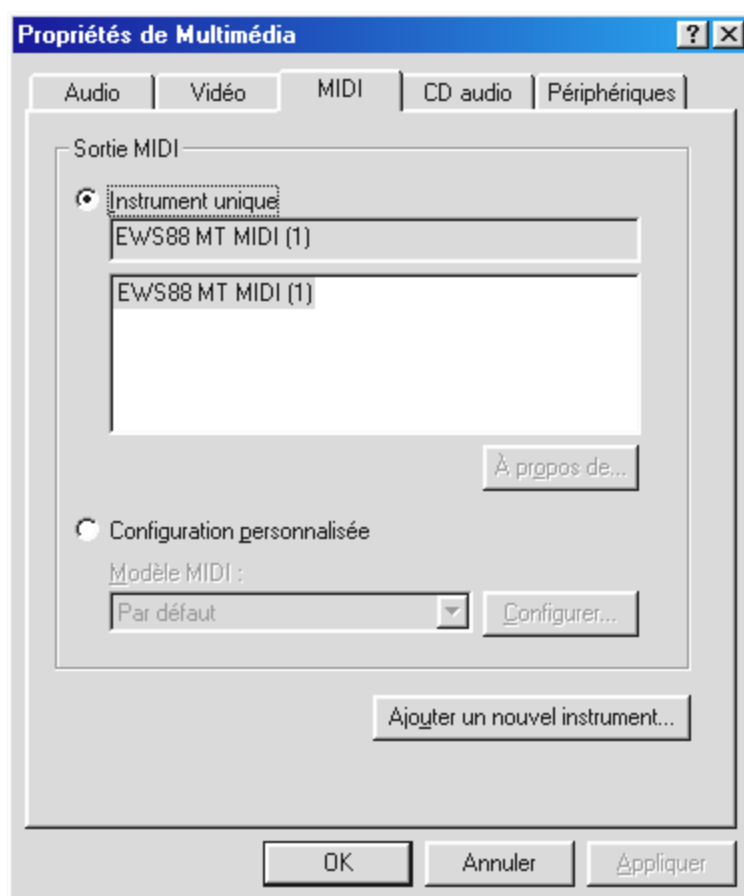 Propriétés de Multimédia
Audio Vidéo MIDI CD audio Périphériques
Sortie MIDI
Instrument unique
EWS88 MT MIDI (1)
EWS88 MT MIDI (1)
À propos de...
Configuration personnalisée
Modèle MIDI :
Par défaut Configurer...
Ajouter un nouvel instrument...
OK Annuler Appliquer